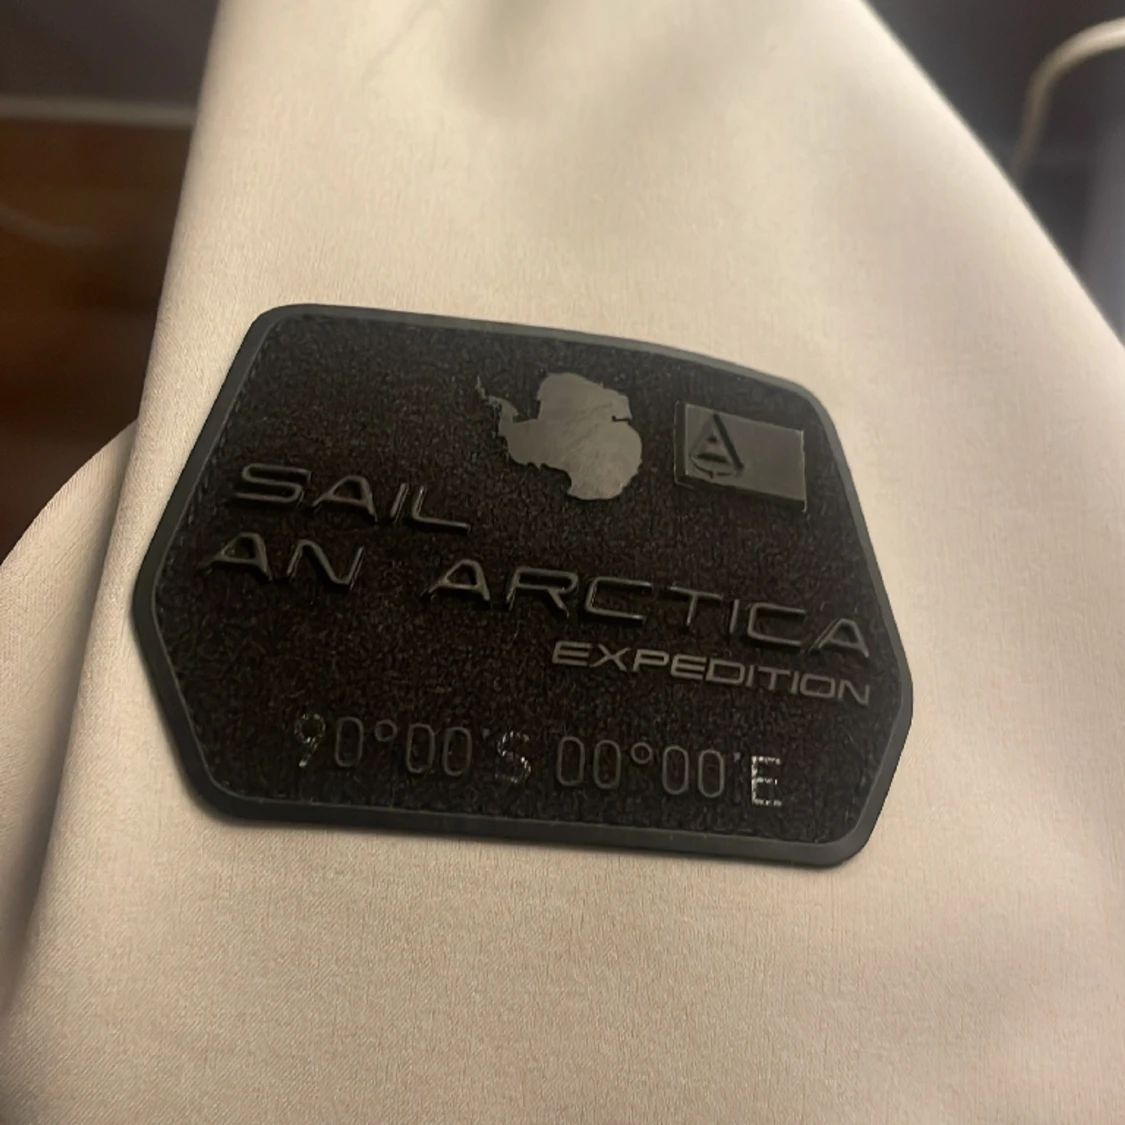 SAIL
AN ARCTICA
EXPEDITION
90°00'S 00°00'E